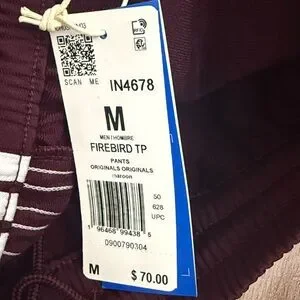 SCAN ME
IN4678
M
MEN / HOMBRE
FIREBIRD TP
PANTS
ORIGINALS ORIGINALS
maroon
50
628
UPC
1 96468 99438 5
0900790304
M $ 70.00